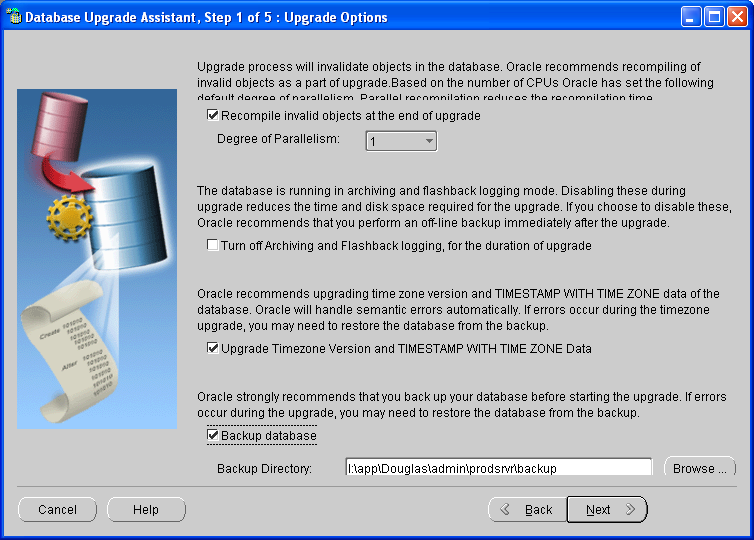 Database Upgrade Assistant, Step 1 of 5 : Upgrade Options
Upgrade process will invalidate objects in the database. Oracle recommends recompiling of
invalid objects as a part of upgrade.Based on the number of CPUs Oracle has set the following
default degree of parallelism. Parallel recompilation reduces the recompilation time.
Recompile invalid objects at the end of upgrade
Degree of Parallelism: 1
The database is running in archiving and flashback logging mode. Disabling these during
upgrade reduces the time and disk space required for the upgrade. If you choose to disable these,
Oracle recommends that you perform an off-line backup immediately after the upgrade.
Turn off Archiving and Flashback logging, for the duration of upgrade
Oracle recommends upgrading time zone version and TIMESTAMP WITH TIME ZONE data of the
database. Oracle will handle semantic errors automatically. If errors occur during the timezone
upgrade, you may need to restore the database from the backup.
Upgrade Timezone Version and TIMESTAMP WITH TIME ZONE Data
Create 101010
101010
101010
Alter 101010
101010
101010
101010
101010
Oracle strongly recommends that you back up your database before starting the upgrade. If errors
occur during the upgrade, you may need to restore the database from the backup.
Backup database
Backup Directory: I:\app\Douglas\admin\prodsrvr\backup Browse ...
Cancel Help Back Next